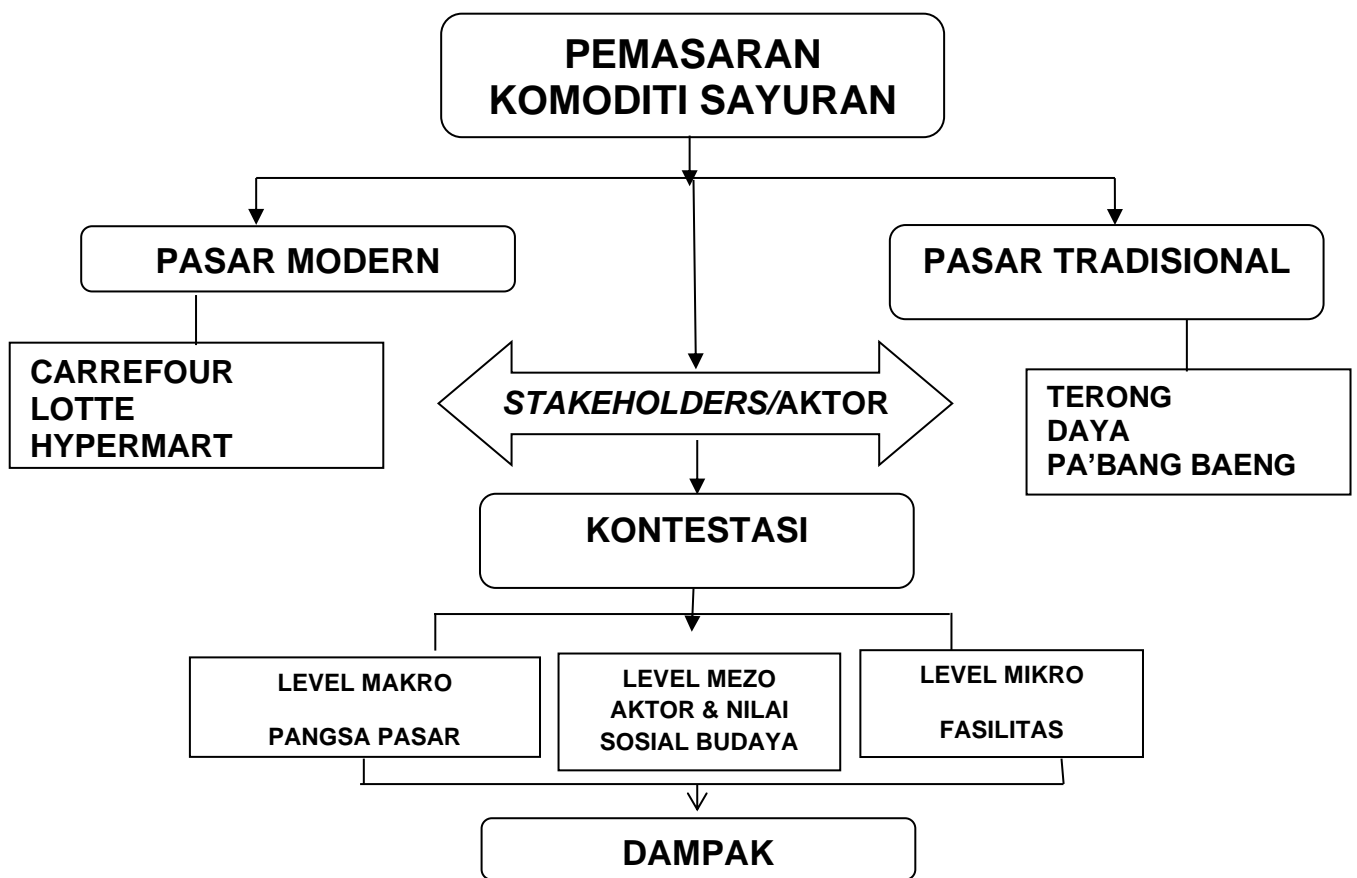 PEMASARAN
KOMODITI SAYURAN
PASAR MODERN
PASAR TRADISIONAL
CARREFOUR
LOTTE
HYPERMART
STAKEHOLDERS/AKTOR
TERONG
DAYA
PA’BANG BAENG
KONTESTASI
LEVEL MAKRO
PANGSA PASAR
LEVEL MEZO
AKTOR & NILAI
SOSIAL BUDAYA
LEVEL MIKRO
FASILITAS
DAMPAK